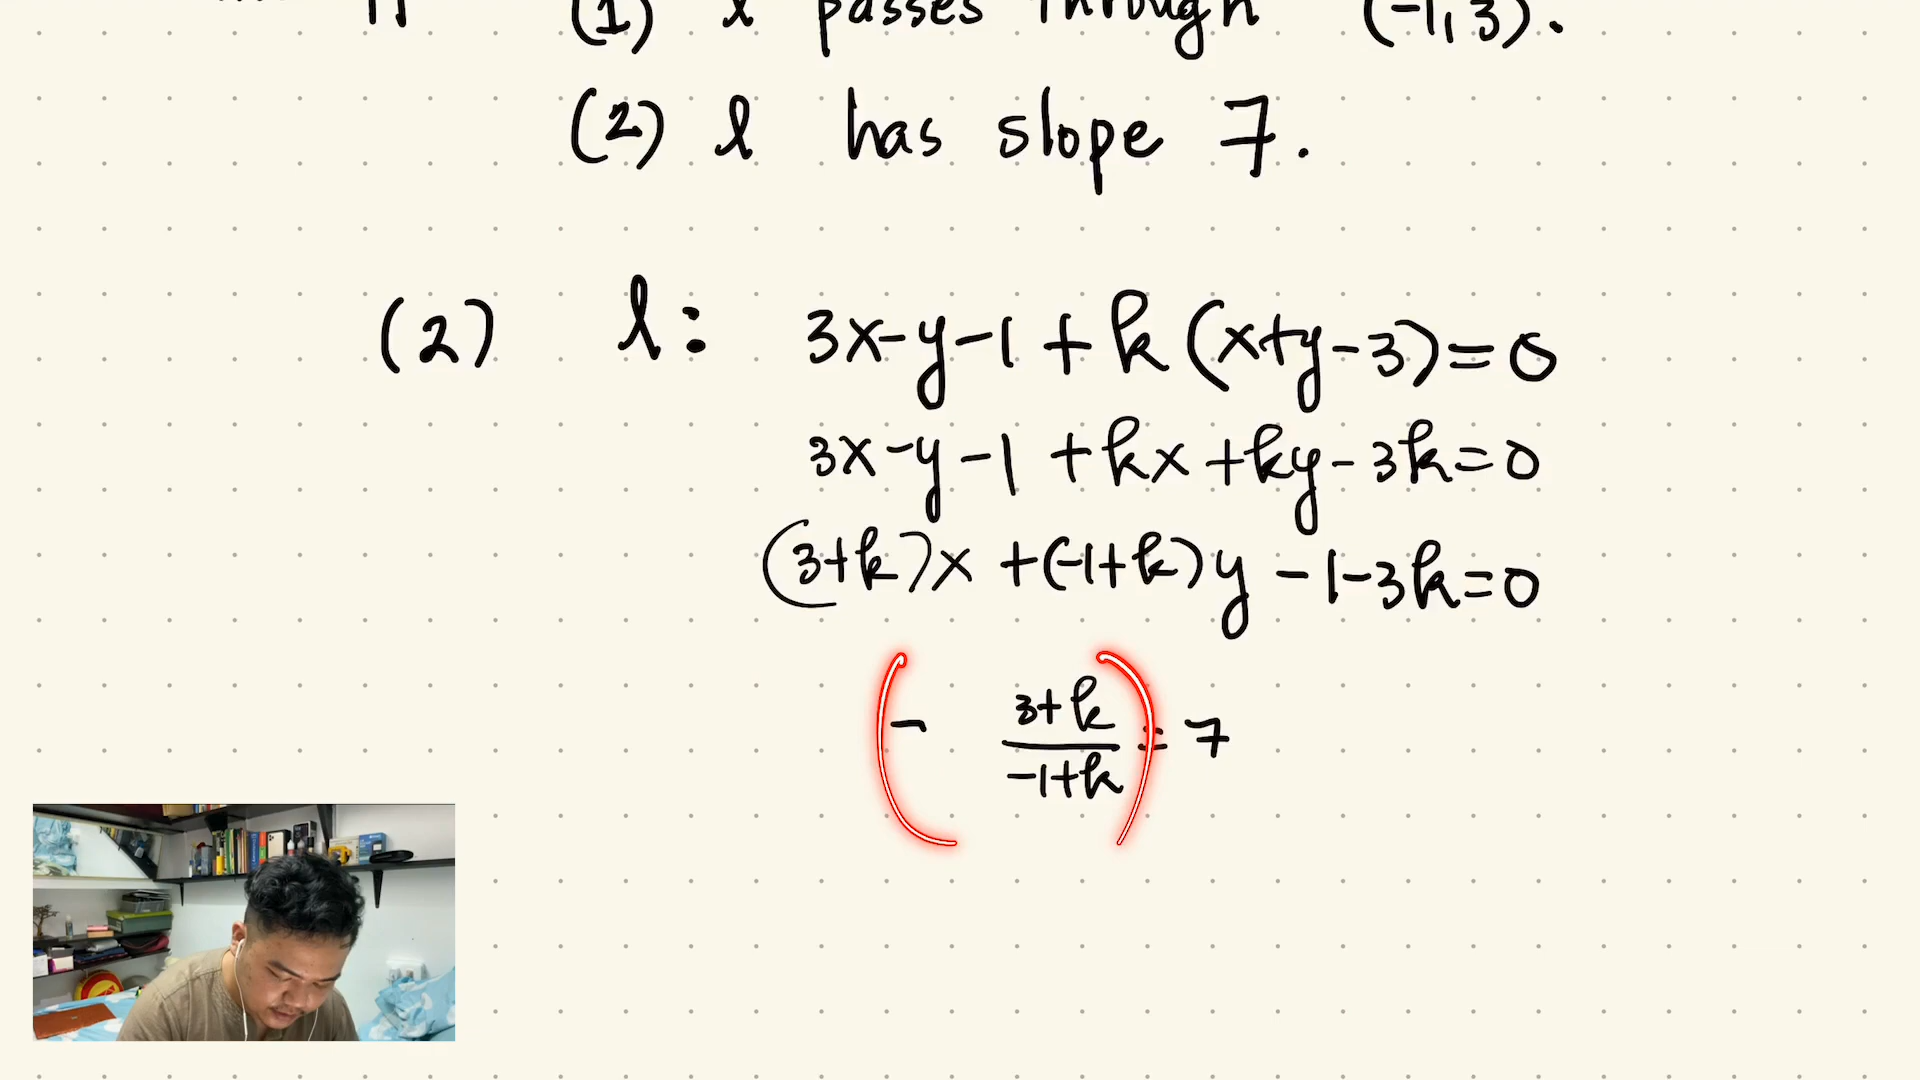 (1) l passes through (-1,3).
(2) l has slope 7.
(2) l: 3x-y-1+k(x+y-3)=0
3x-y-1+kx+ky-3k=0
(3+k)x+(-1+k)y-1-3k=0
(- 3+k / -1+k) = 7